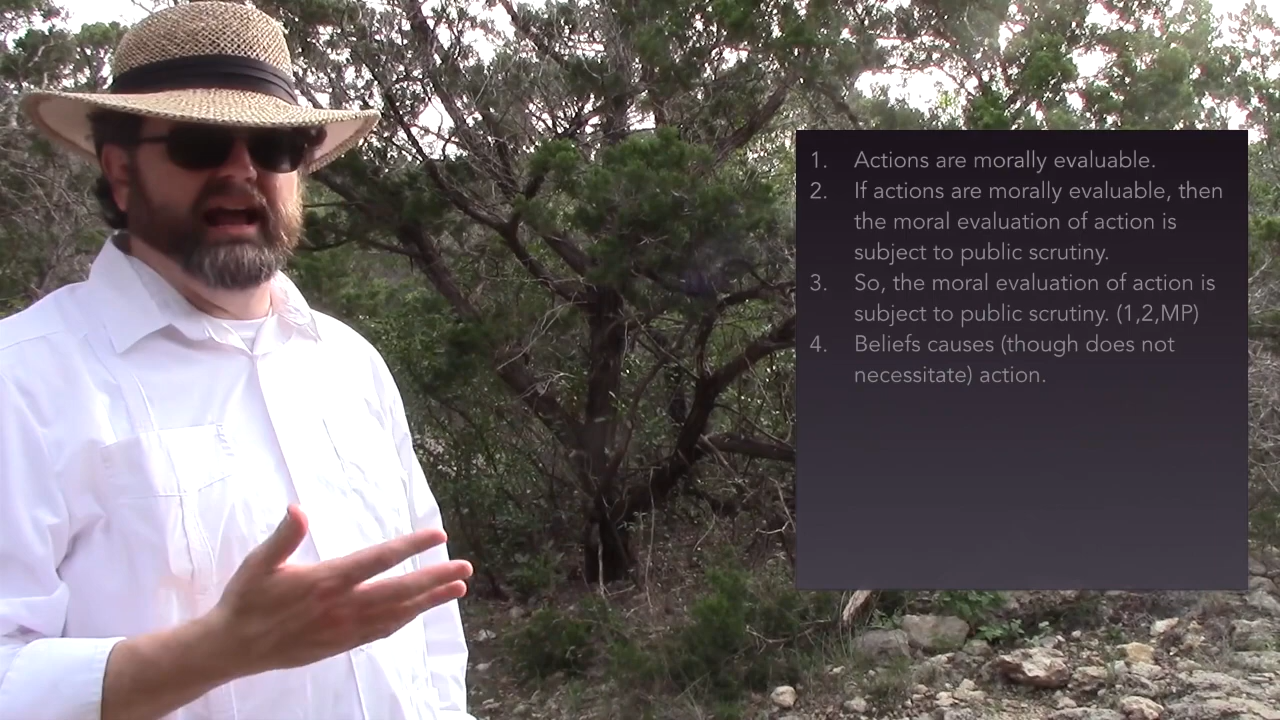 1. Actions are morally evaluable.
2. If actions are morally evaluable, then
the moral evaluation of action is
subject to public scrutiny.
3. So, the moral evaluation of action is
subject to public scrutiny. (1,2,MP)
4. Beliefs causes (though does not
necessitate) action.